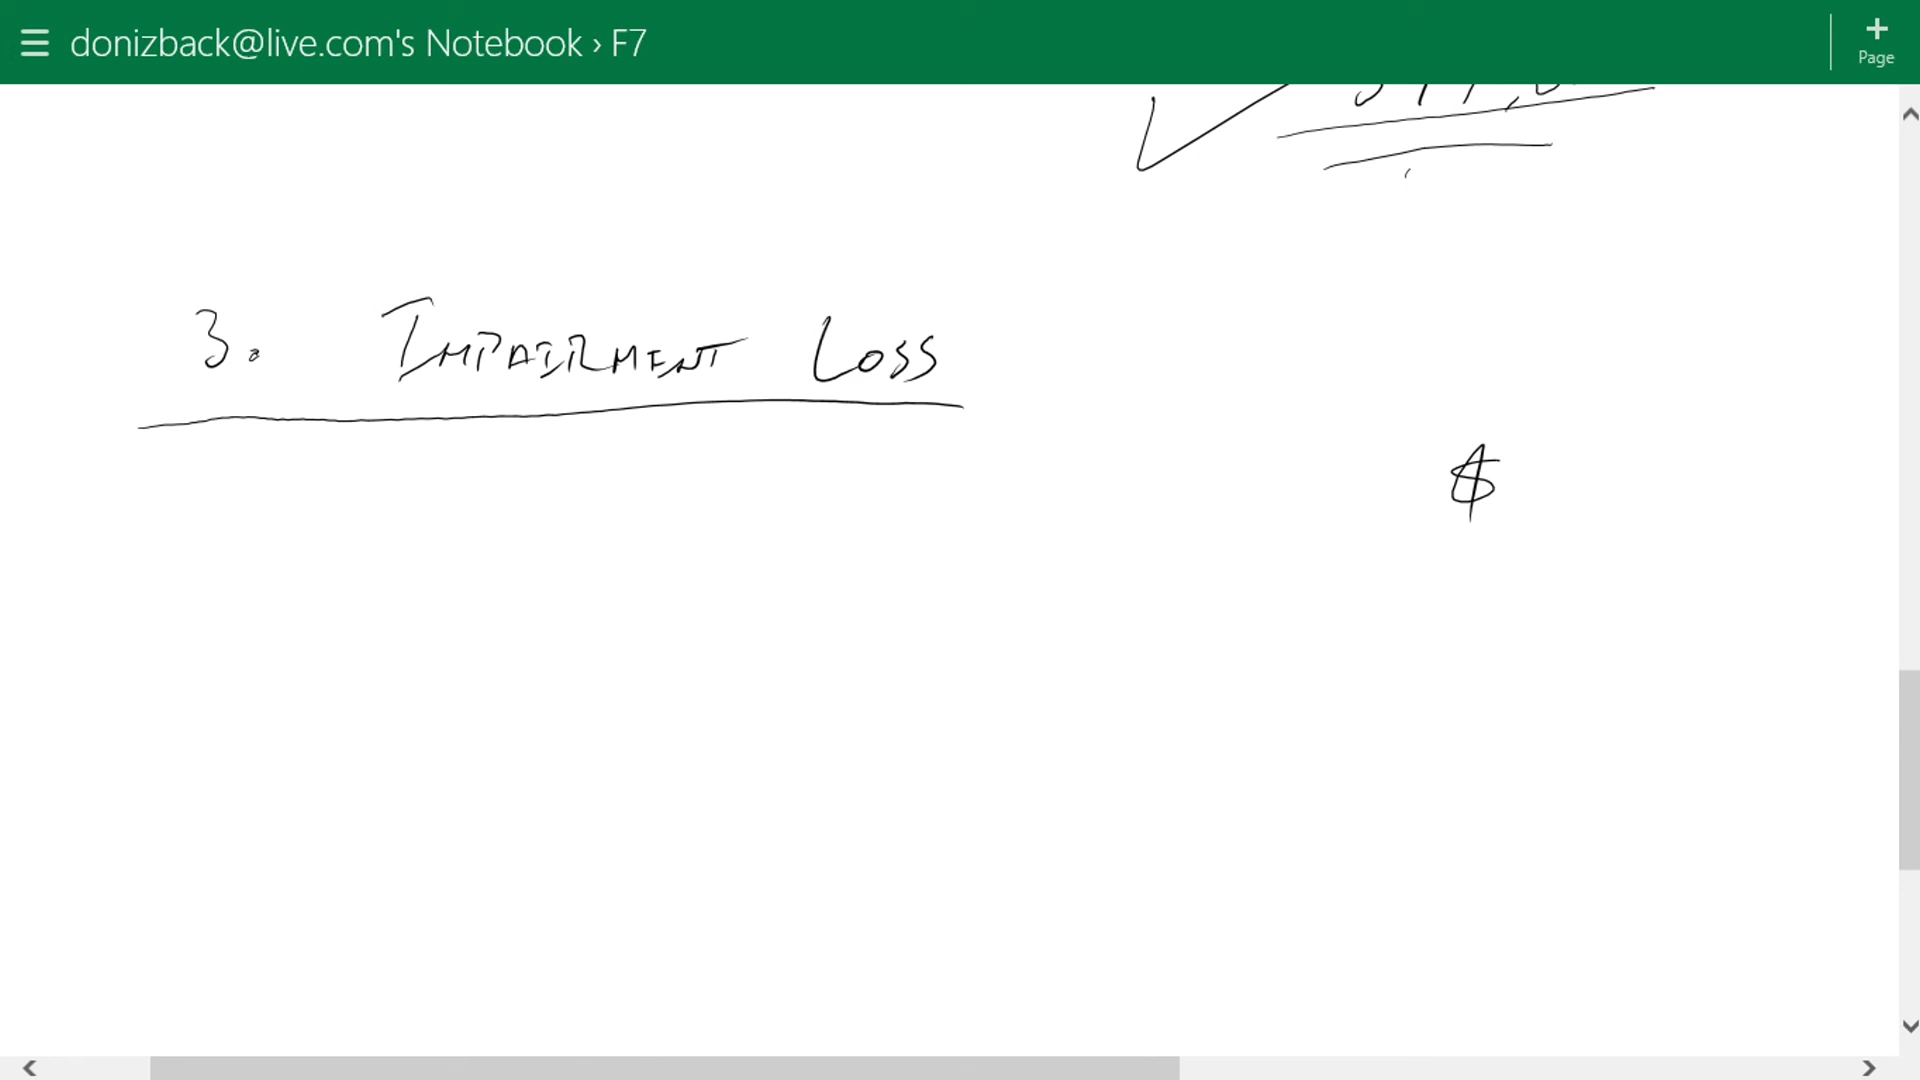 donizback@live.com's Notebook › F7
+
Page
3. IMPAIRMENT LOSS
$